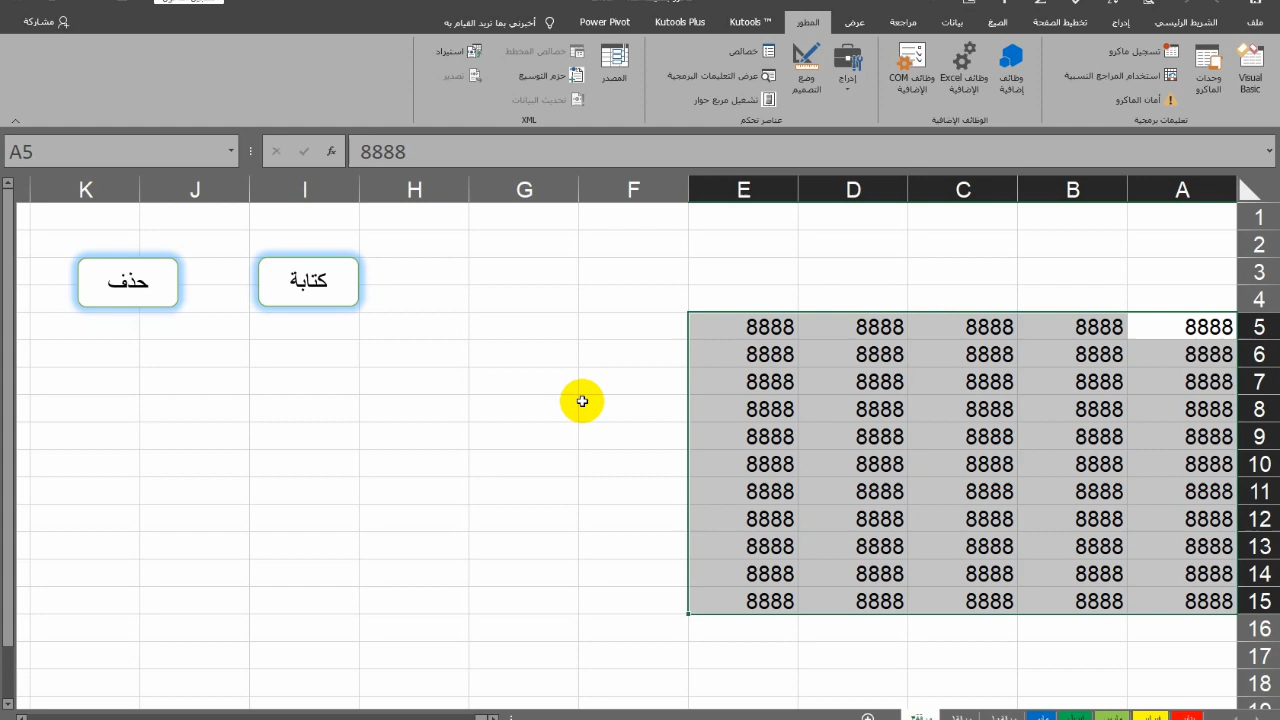 ملف
الشريط الرئيسي
إدراج
تخطيط الصفحة
الصيغ
بيانات
مراجعة
عرض
المطور
Kutools ™
Kutools Plus
Power Pivot
أخبرني بما تريد القيام به
مشاركة
Visual Basic
وحدات الماكرو
تسجيل ماكرو
استخدام المراجع النسبية
أمان الماكرو
تعليمات برمجية
وظائف إضافية
وظائف Excel الإضافية
وظائف COM الإضافية
الوظائف الإضافية
إدراج
وضع التصميم
خصائص
عرض التعليمات البرمجية
تشغيل مربع حوار
عناصر تحكم
المصدر
خصائص المخطط
حزم التوسيع
تحديث البيانات
استيراد
تصدير
XML
A5
fx
8888
K J I H G F E D C B A
1
2
3
حذف كتابة
4
8888 8888 8888 8888 8888 5
8888 8888 8888 8888 8888 6
8888 8888 8888 8888 8888 7
8888 8888 8888 8888 8888 8
8888 8888 8888 8888 8888 9
8888 8888 8888 8888 8888 10
8888 8888 8888 8888 8888 11
8888 8888 8888 8888 8888 12
8888 8888 8888 8888 8888 13
8888 8888 8888 8888 8888 14
8888 8888 8888 8888 8888 15
16
17
18